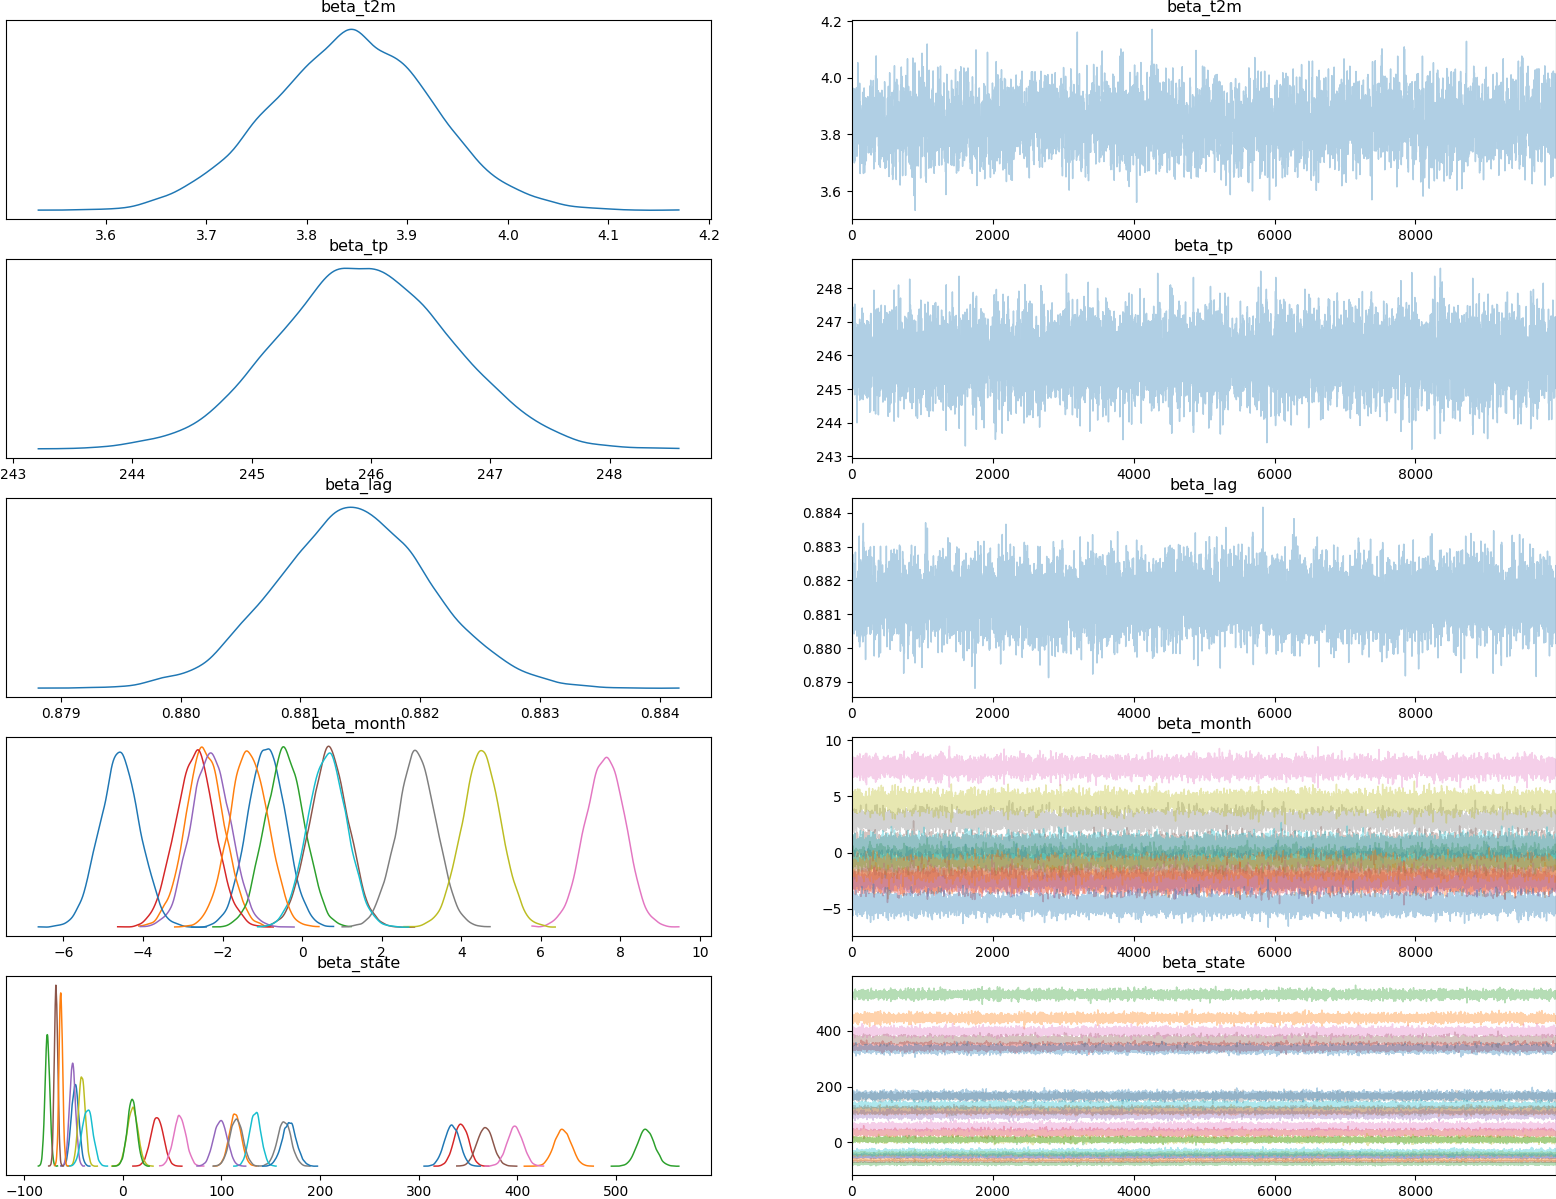 beta_t2m
3.6 3.7 3.8 3.9 4.0 4.1 4.2
beta_t2m
4.2
4.0
3.8
3.6
0 2000 4000 6000 8000
beta_tp
243 244 245 246 247 248
beta_tp
248
247
246
245
244
243
0 2000 4000 6000 8000
beta_lag
0.879 0.880 0.881 0.882 0.883 0.884
beta_lag
0.884
0.883
0.882
0.881
0.880
0.879
0 2000 4000 6000 8000
beta_month
−6 −4 −2 0 2 4 6 8 10
beta_month
10
5
0
−5
0 2000 4000 6000 8000
beta_state
−100 0 100 200 300 400 500
beta_state
400
200
0
0 2000 4000 6000 8000